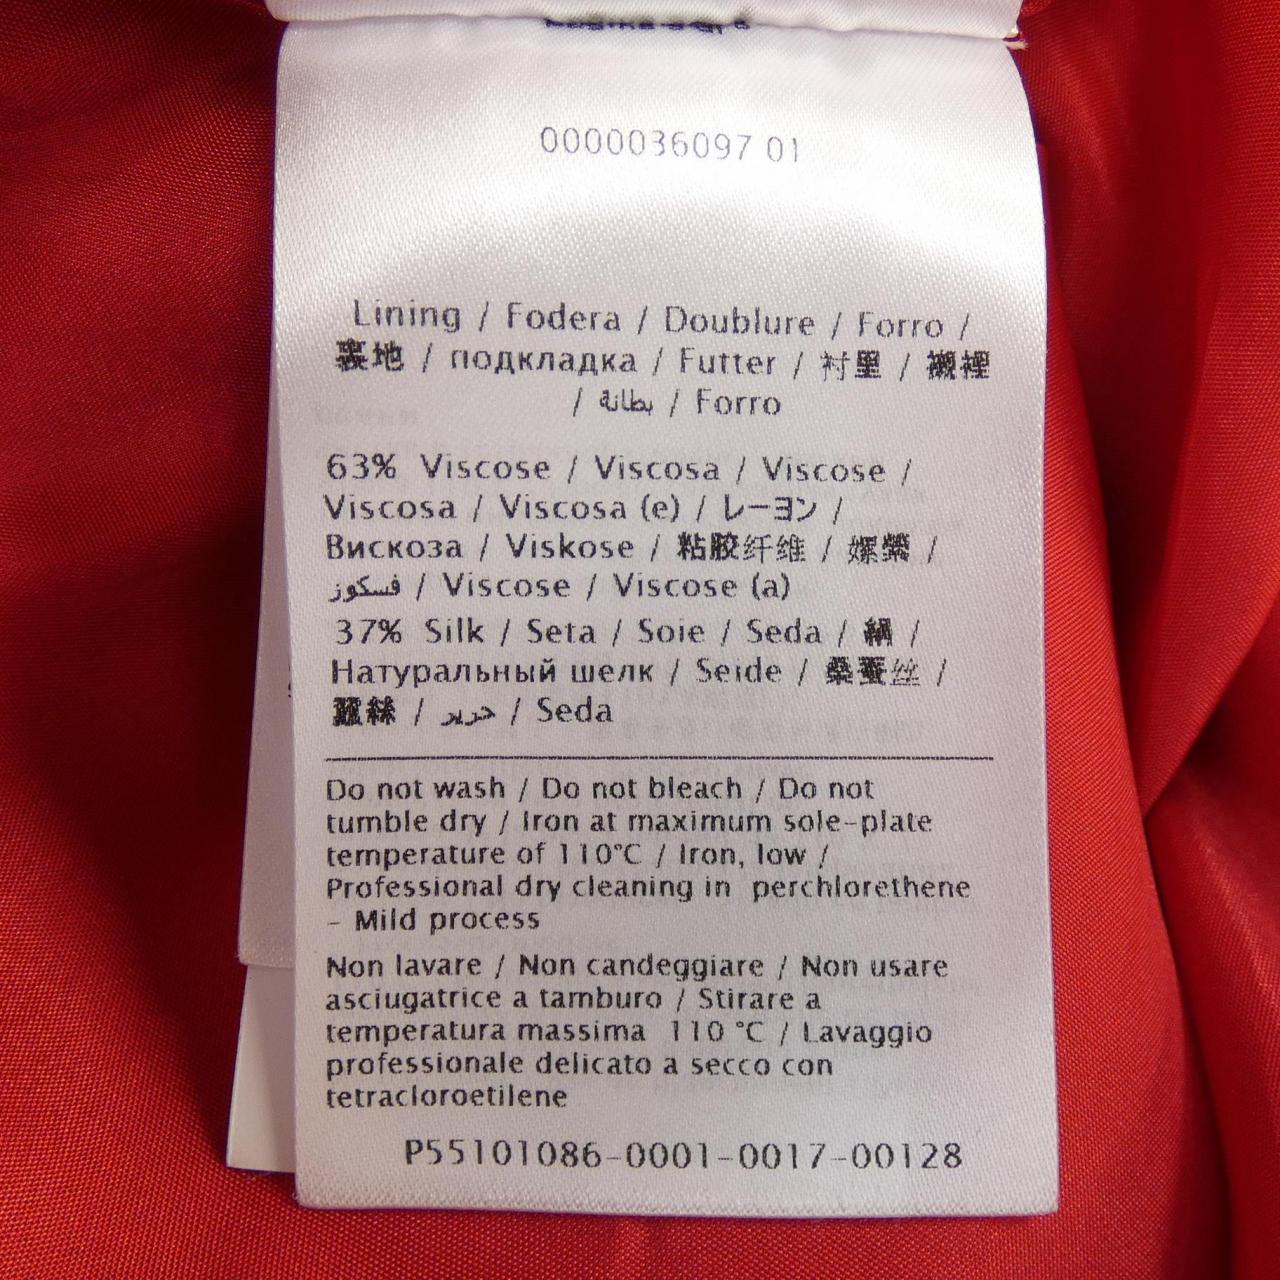 0000036097 01
Lining / Fodera / Doublure / Forro /
裏地 / подкладка / Futter / 衬里 / 襯裡
/ بطانة / Forro
63% Viscose / Viscosa / Viscose /
Viscosa / Viscosa (e) / レーヨン /
Вискоза / Viskose / 粘胶纤维 / 嫘縈 /
فسكوز / Viscose / Viscose (a)
37% Silk / Seta / Soie / Seda / 絹 /
Натуральный шелк / Seide / 桑蚕丝 /
蠶絲 / حرير / Seda
Do not wash / Do not bleach / Do not
tumble dry / Iron at maximum sole-plate
temperature of 110°C / Iron, low /
Professional dry cleaning in perchlorethene
- Mild process
Non lavare / Non candeggiare / Non usare
asciugatrice a tamburo / Stirare a
temperatura massima 110 °C / Lavaggio
professionale delicato a secco con
tetracloroetilene
P55101086-0001-0017-00128